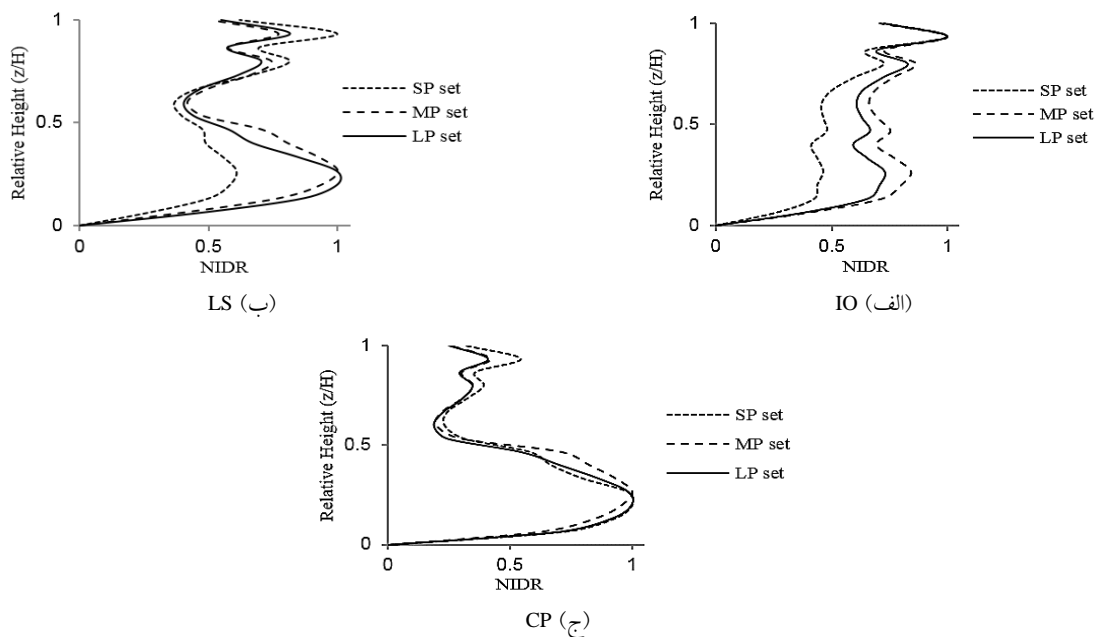 1
0.5
0
Relative Height (z/H)
0
0.5
1
NIDR
SP set
MP set
LP set
LS (ب)
1
0.5
0
Relative Height (z/H)
0
0.5
1
NIDR
SP set
MP set
LP set
IO (الف)
1
0.5
0
Relative Height (z/H)
0
0.5
1
NIDR
SP set
MP set
LP set
CP (ج)